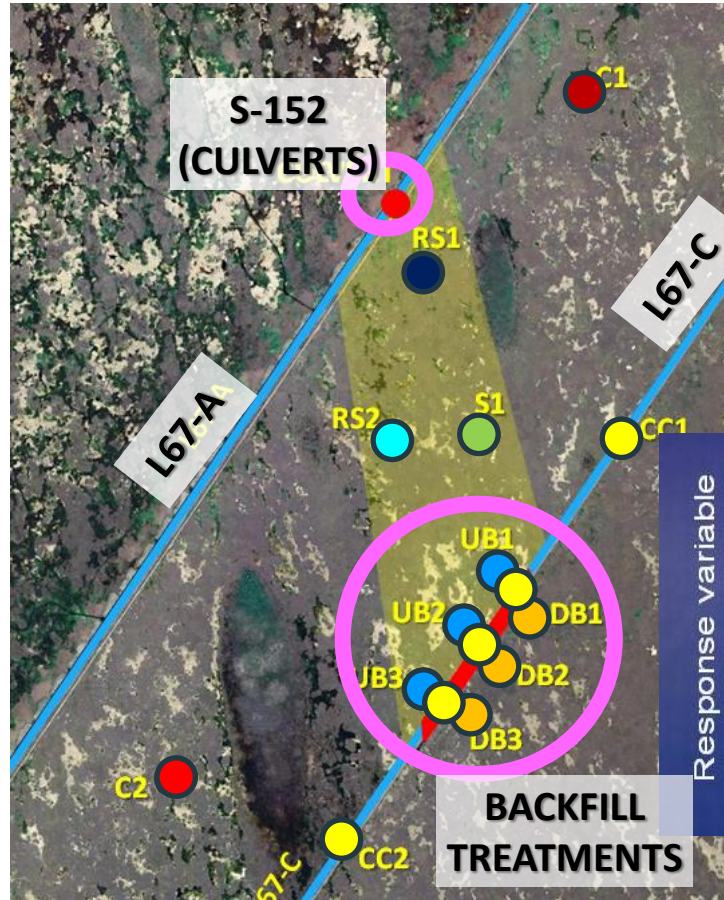 C1
S-152
(CULVERTS)
RS1
L67-C
L67-A
RS2
S1
CC1
Response variable
UB1
UB2
DB1
UB3
DB2
DB3
C2
BACKFILL
TREATMENTS
CC2
67-C